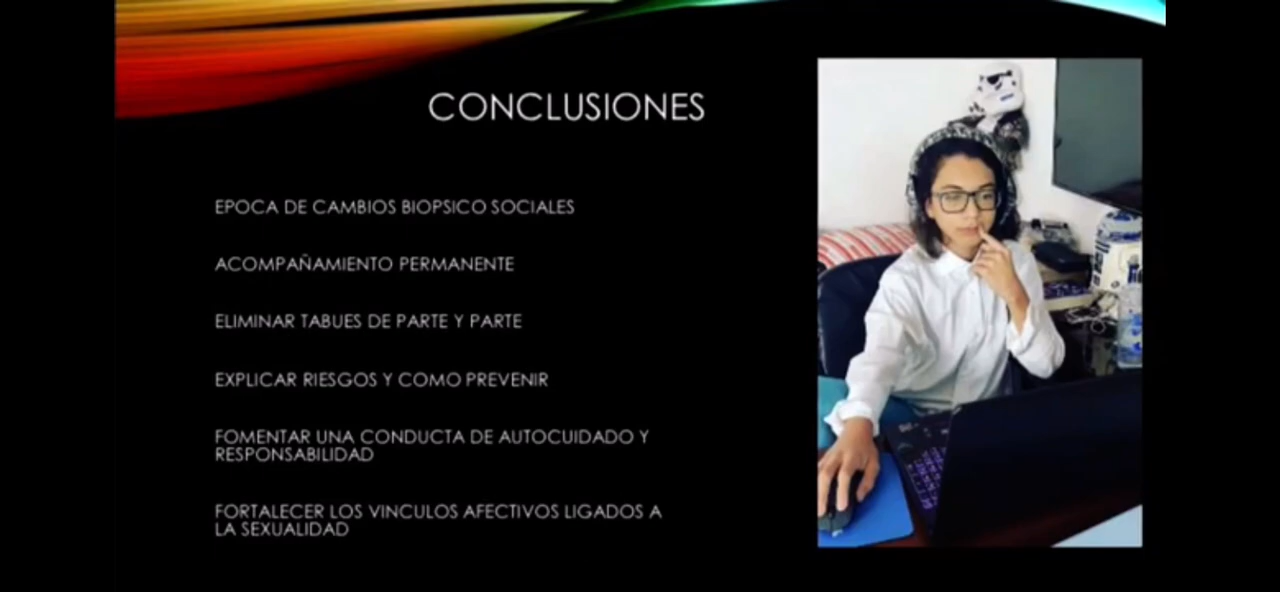 CONCLUSIONES
EPOCA DE CAMBIOS BIOPSICO SOCIALES
ACOMPAÑAMIENTO PERMANENTE
ELIMINAR TABUES DE PARTE Y PARTE
EXPLICAR RIESGOS Y COMO PREVENIR
FOMENTAR UNA CONDUCTA DE AUTOCUIDADO Y
RESPONSABILIDAD
FORTALECER LOS VINCULOS AFECTIVOS LIGADOS A
LA SEXUALIDAD